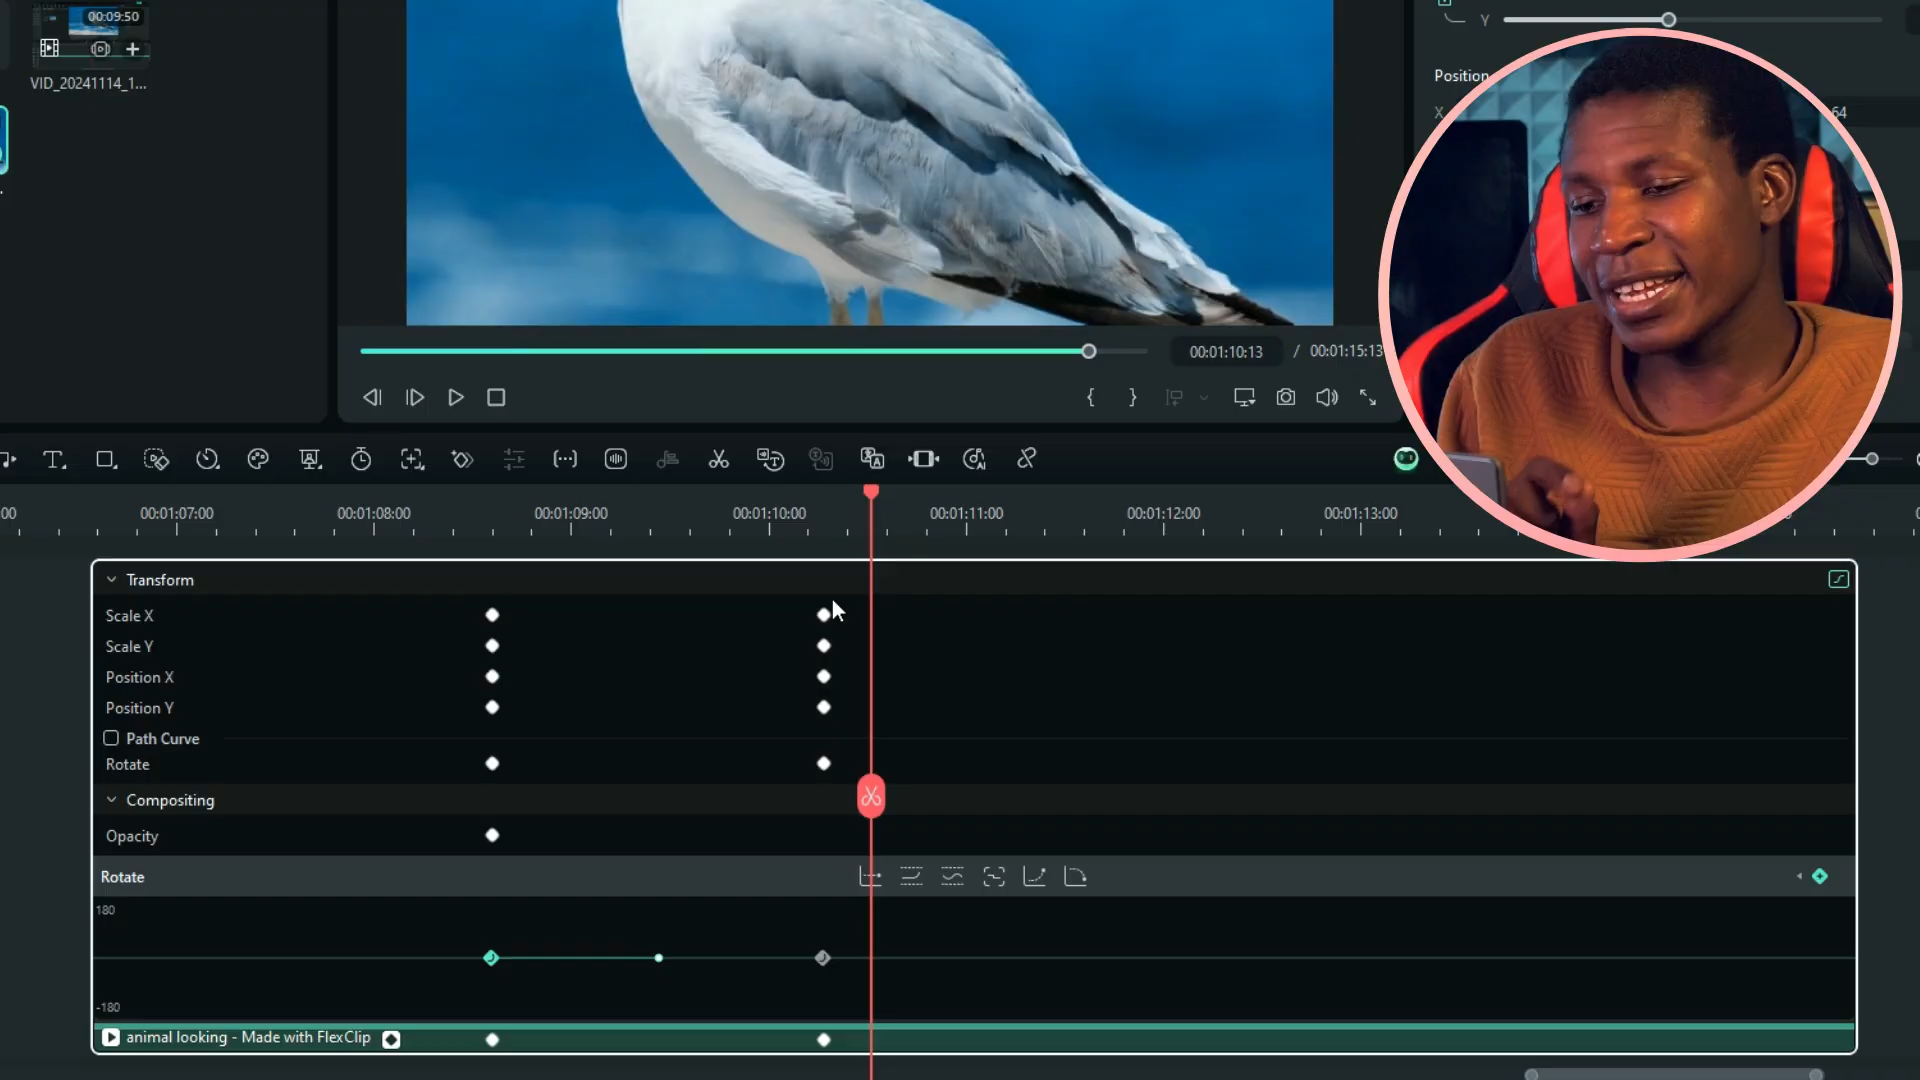 00:09:50
VID_20241114_1...
Y
Position
X
64
00:01:10:13 / 00:01:15:13
00
00:01:07:00
00:01:08:00
00:01:09:00
00:01:10:00
00:01:11:00
00:01:12:00
00:01:13:00
Transform
Scale X
Scale Y
Position X
Position Y
Path Curve
Rotate
Compositing
Opacity
Rotate
180
-180
animal looking - Made with FlexClip